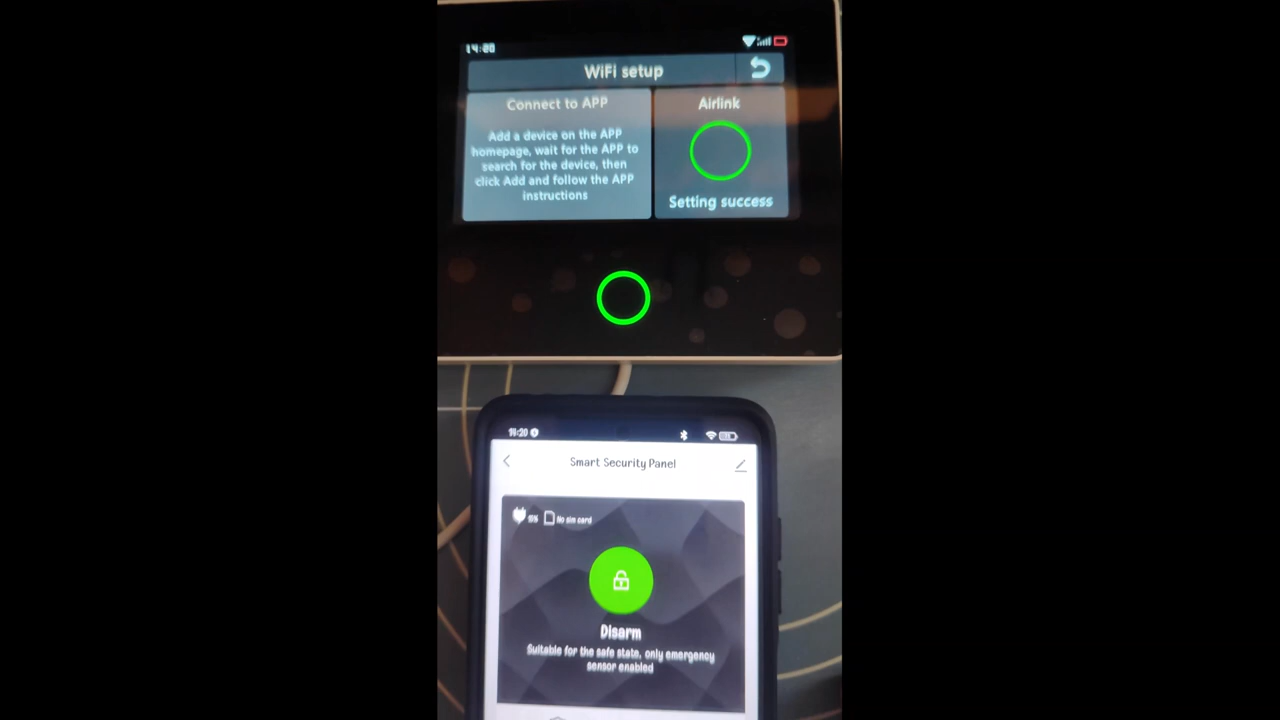 14:00
WiFi setup
Connect to APP
Add a device on the APP
homepage, wait for the APP to
search for the device, then
click Add and follow the APP
instructions
Airlink
Setting success
Smart Security Panel
No sim card
Disarm
Suitable for the safe state, only emergency
sensor enabled